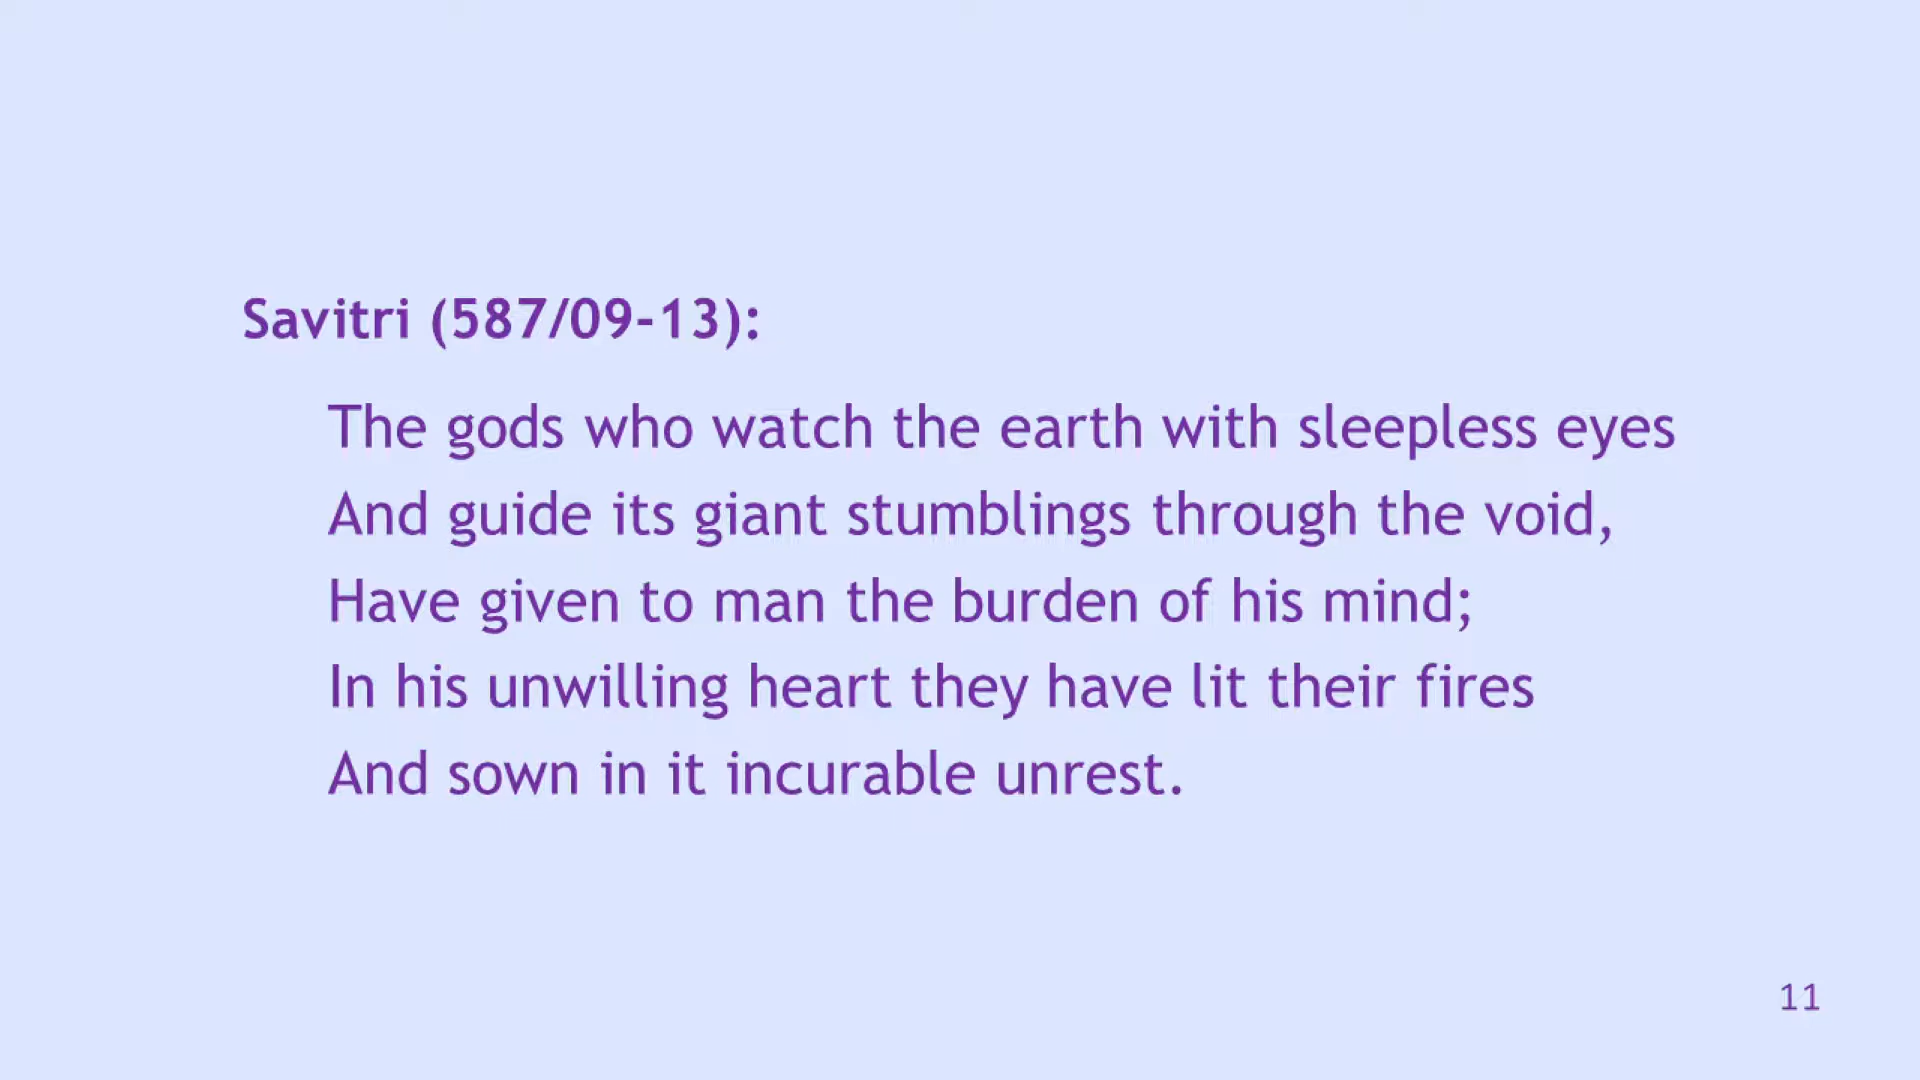 Savitri (587/09-13):
The gods who watch the earth with sleepless eyes
And guide its giant stumblings through the void,
Have given to man the burden of his mind;
In his unwilling heart they have lit their fires
And sown in it incurable unrest.
11